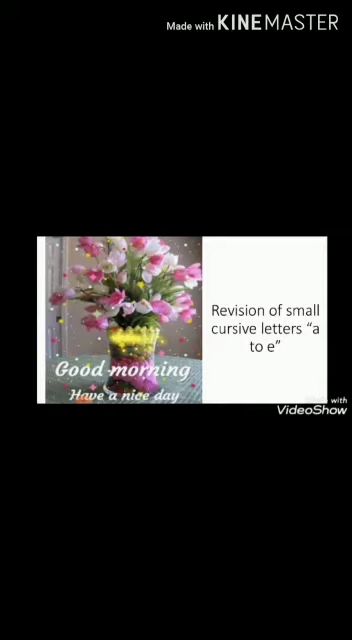 Made with KINEMASTER
Good morning
Have a nice day
Revision of small
cursive letters “a
to e”
with
VideoShow